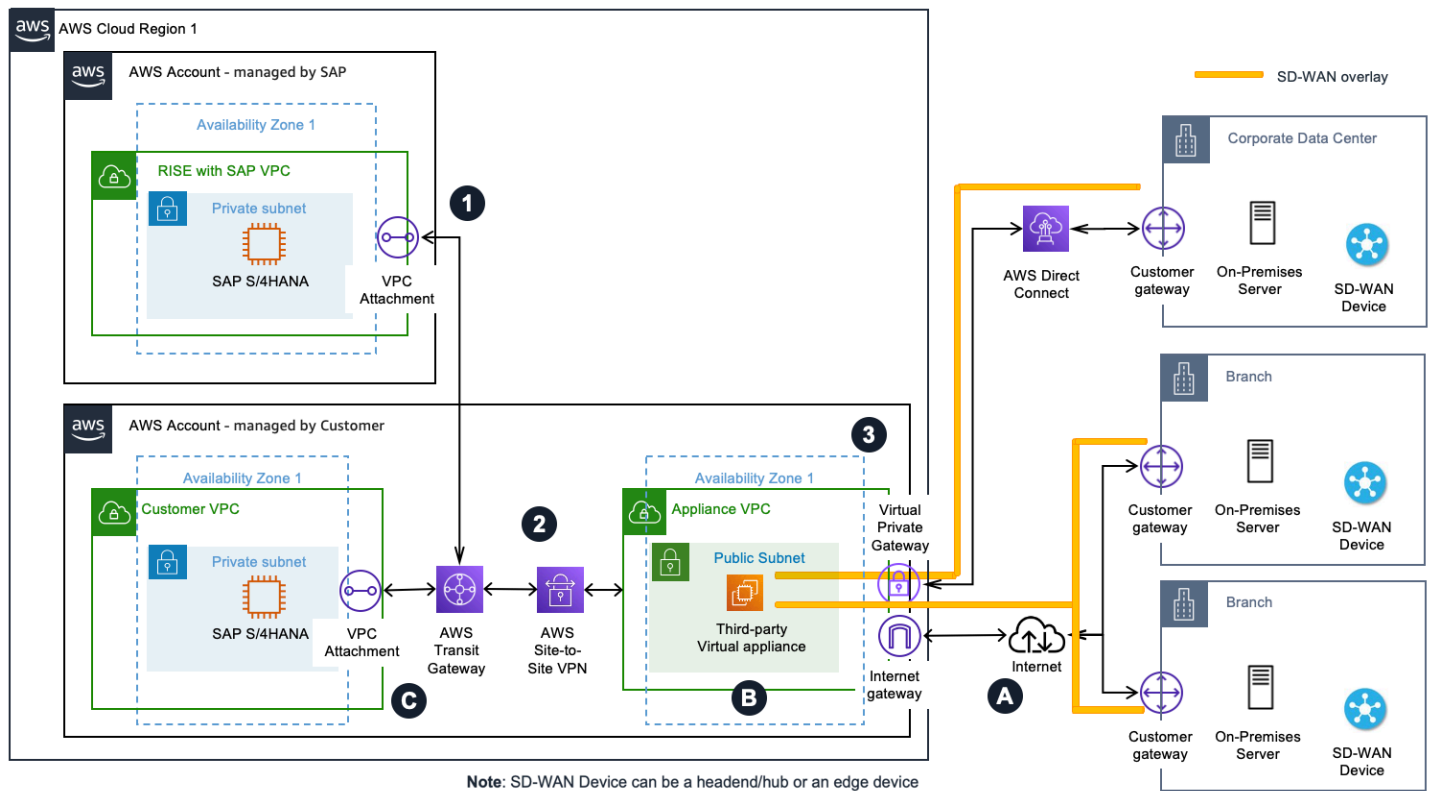 aws
AWS Cloud Region 1
aws
AWS Account - managed by SAP
Availability Zone 1
RISE with SAP VPC
Private subnet
SAP S/4HANA
VPC
Attachment
1
SD-WAN overlay
Corporate Data Center
AWS Direct
Connect
Customer
gateway
On-Premises
Server
SD-WAN
Device
Branch
Customer
gateway
On-Premises
Server
SD-WAN
Device
Branch
Customer
gateway
On-Premises
Server
SD-WAN
Device
aws
AWS Account - managed by Customer
Availability Zone 1
Customer VPC
Private subnet
SAP S/4HANA
VPC
Attachment
C
AWS
Transit
Gateway
2
AWS
Site-to-
Site VPN
3
Availability Zone 1
Appliance VPC
Public Subnet
Third-party
Virtual appliance
B
Virtual
Private
Gateway
Internet
gateway
Internet
A
Note: SD-WAN Device can be a headend/hub or an edge device